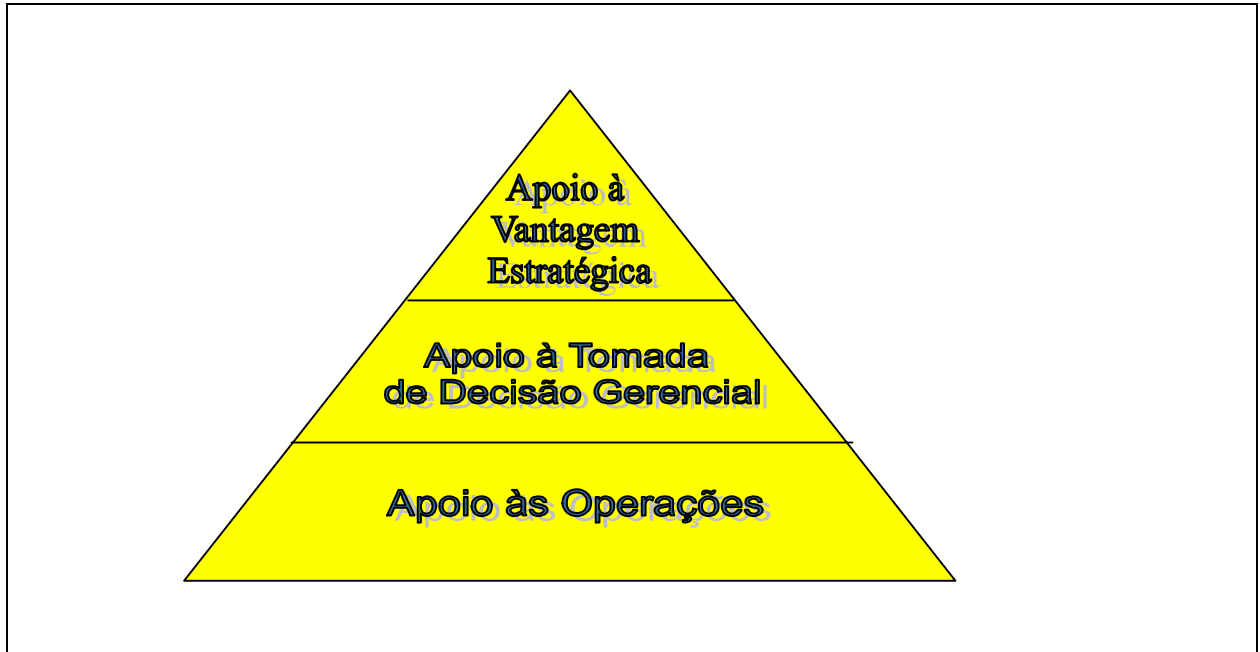 Apoio à
Vantagem
Estratégica
Apoio à Tomada
de Decisão Gerencial
Apoio às Operações